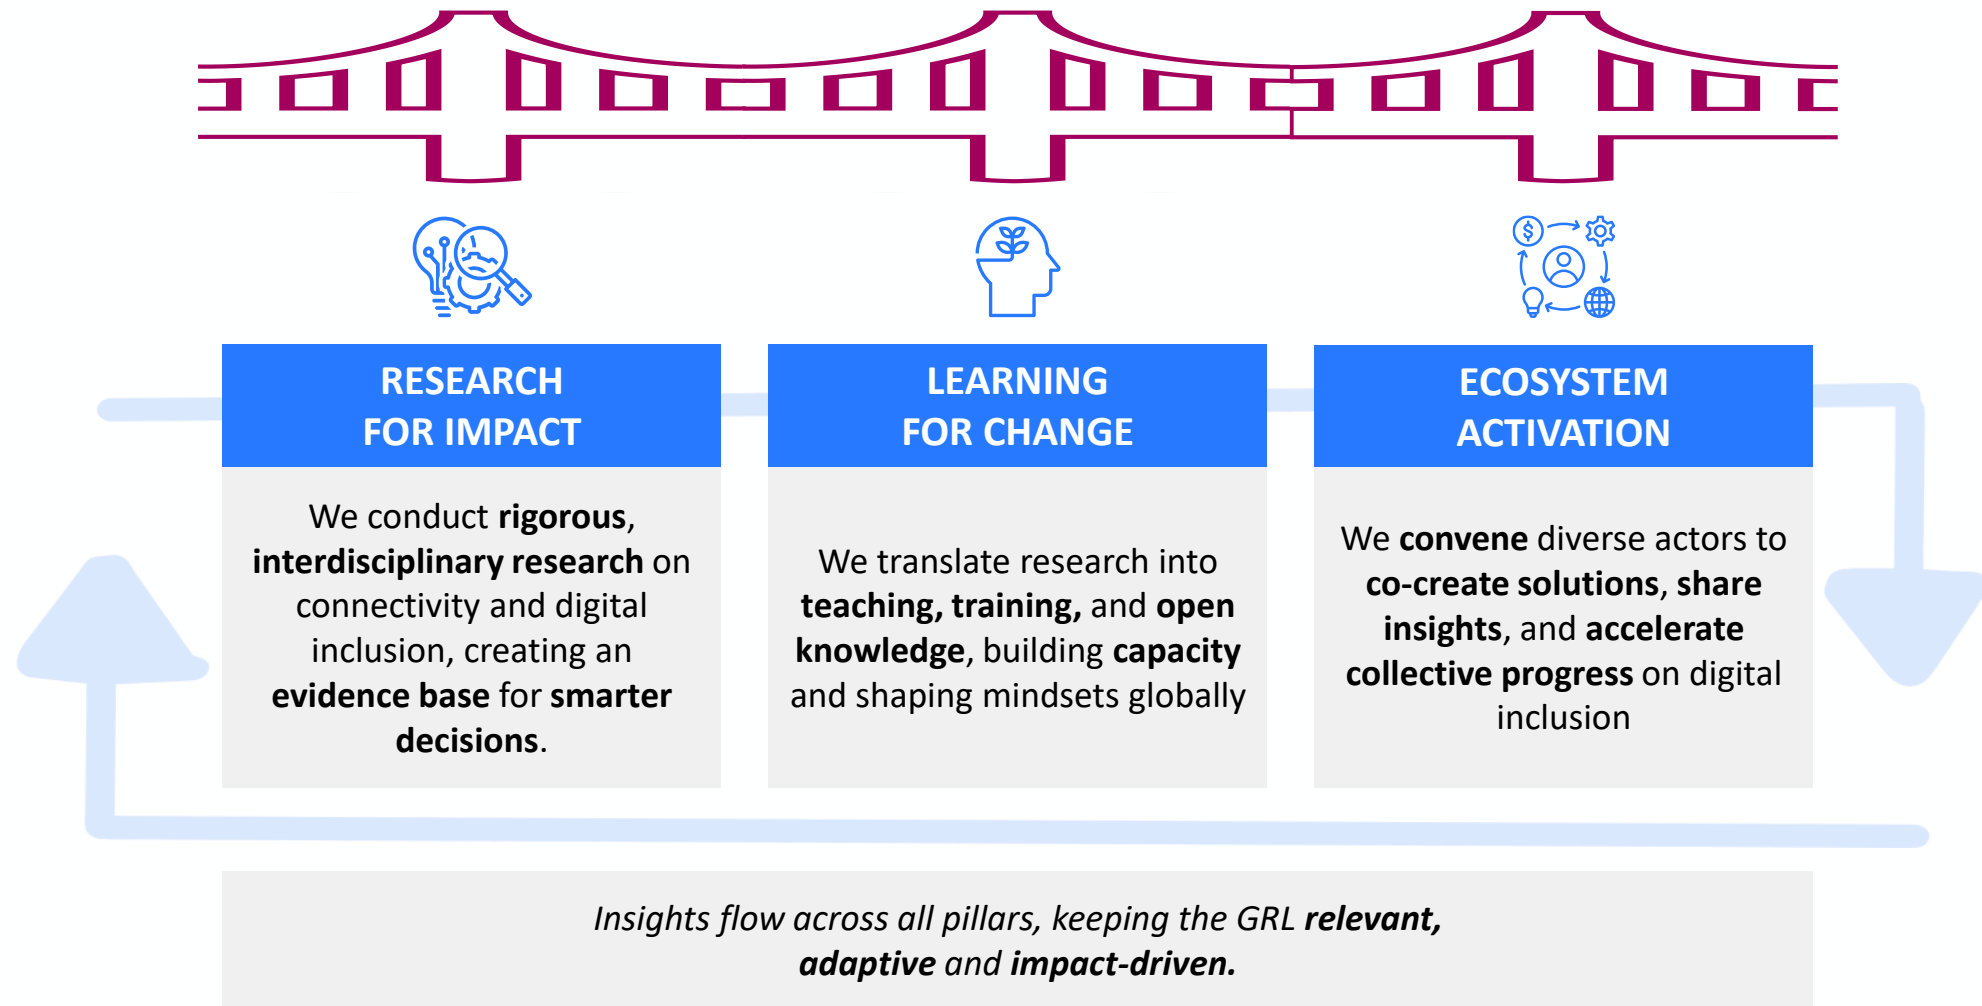 RESEARCH
FOR IMPACT
We conduct rigorous,
interdisciplinary research on
connectivity and digital
inclusion, creating an
evidence base for smarter
decisions.
LEARNING
FOR CHANGE
We translate research into
teaching, training, and open
knowledge, building capacity
and shaping mindsets globally
ECOSYSTEM
ACTIVATION
We convene diverse actors to
co-create solutions, share
insights, and accelerate
collective progress on digital
inclusion
Insights flow across all pillars, keeping the GRL relevant,
adaptive and impact-driven.